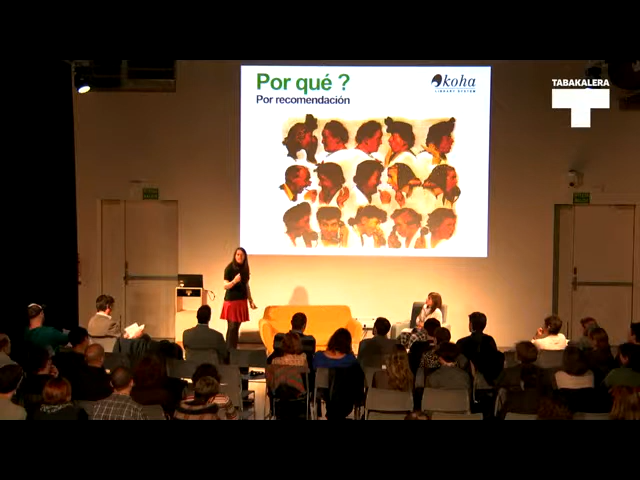 Por qué ?
Por recomendación
koha
LIBRARY SYSTEM
TABAKALERA
T